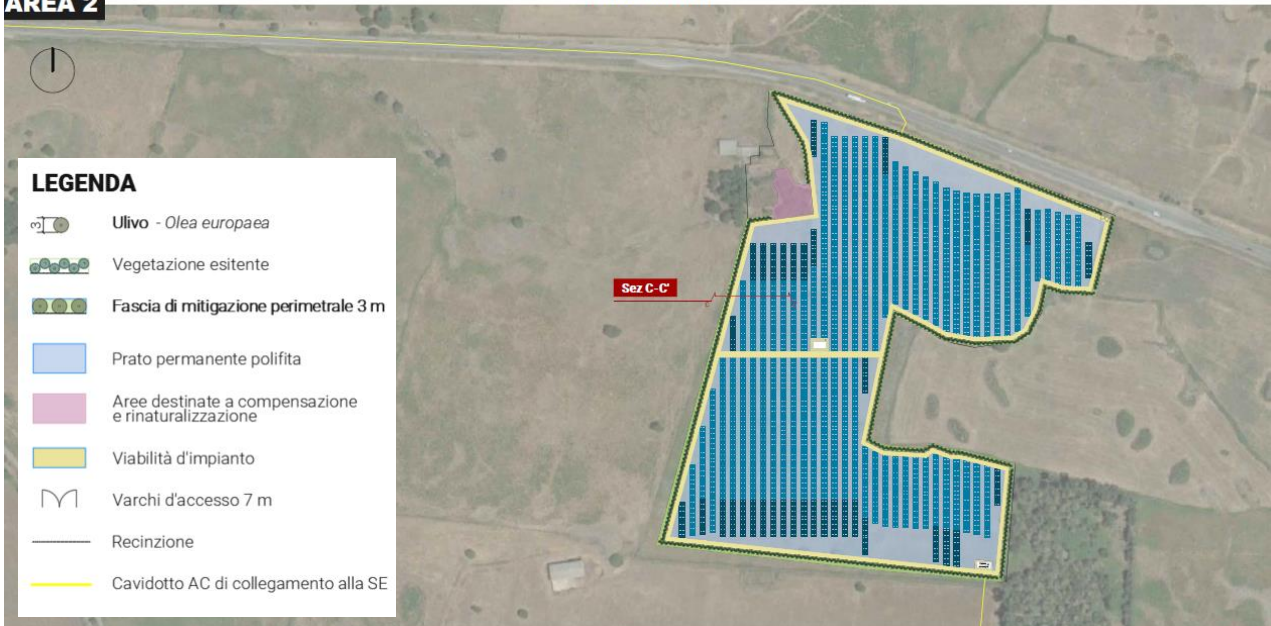 AREA 2
LEGENDA
3 Ulivo - Olea europaea
Vegetazione esitente
Fascia di mitigazione perimetrale 3 m
Prato permanente polifita
Aree destinate a compensazione
e rinaturalizzazione
Viabilità d'impianto
Varchi d'accesso 7 m
Recinzione
Cavidotto AC di collegamento alla SE
Sez C-C'